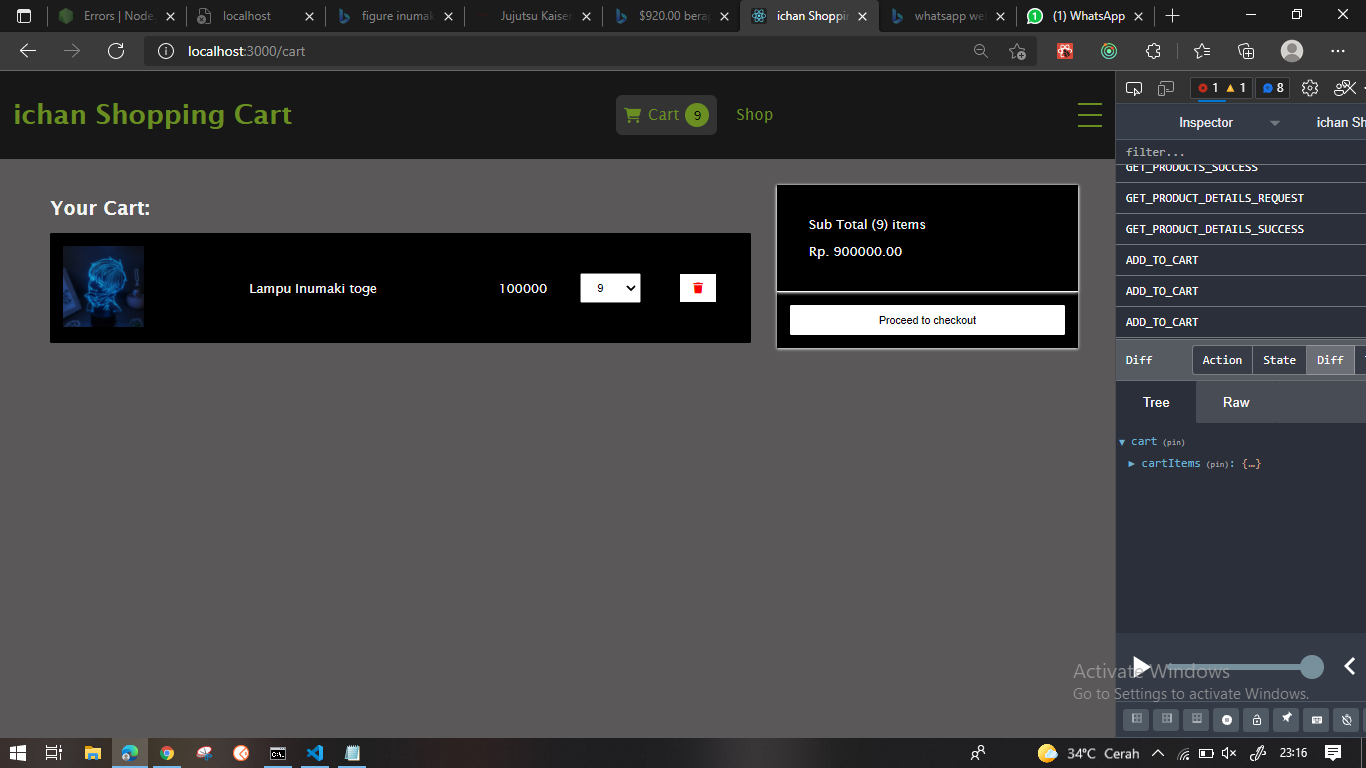 Errors | Node.
localhost
figure inumak
Jujutsu Kaisen
$920.00 bera
ichan Shoppin
whatsapp we
(1) WhatsApp
localhost:3000/cart
ichan Shopping Cart
Cart 9
Shop
Your Cart:
Lampu Inumaki toge
100000
9
Sub Total (9) items
Rp. 900000.00
Proceed to checkout
1 1 8
Inspector
ichan Sh
filter...
GET_PRODUCTS_SUCCESS
GET_PRODUCT_DETAILS_REQUEST
GET_PRODUCT_DETAILS_SUCCESS
ADD_TO_CART
ADD_TO_CART
ADD_TO_CART
Diff
Action
State
Diff
Tree
Raw
cart (pin)
cartItems (pin): {…}
Activate Windows
Go to Settings to activate Windows.
34°C Cerah
23:16